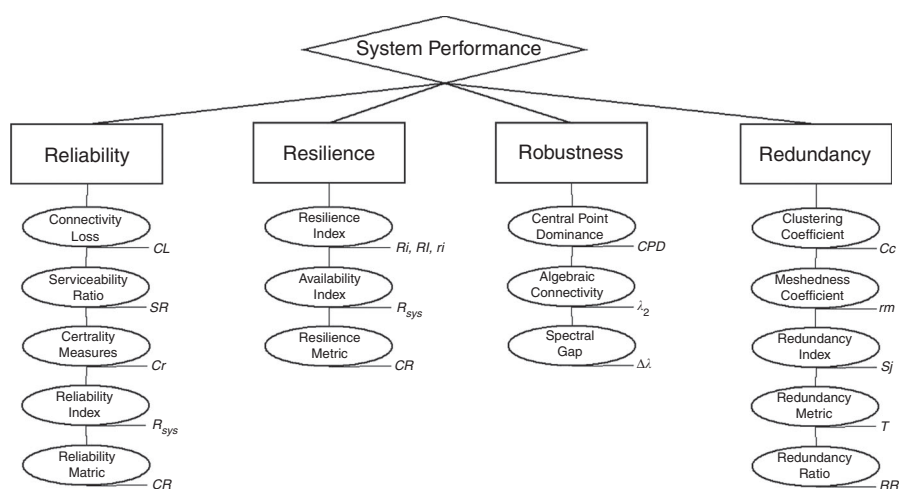 System Performance
Reliability
Connectivity
Loss
CL
Serviceability
Ratio
SR
Certrality
Measures
Cr
Reliability
Index
R_sys
Reliability
Matric
CR
Resilience
Resilience
Index
Ri, RI, ri
Availability
Index
R_sys
Resilience
Metric
CR
Robustness
Central Point
Dominance
CPD
Algebraic
Connectivity
λ₂
Spectral
Gap
Δλ
Redundancy
Clustering
Coefficient
Cc
Meshedness
Coefficient
rm
Redundancy
Index
Sj
Redundancy
Metric
T
Redundancy
Ratio
RR